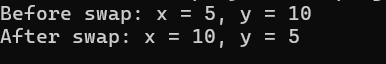 Before swap: x = 5, y = 10
After swap: x = 10, y = 5